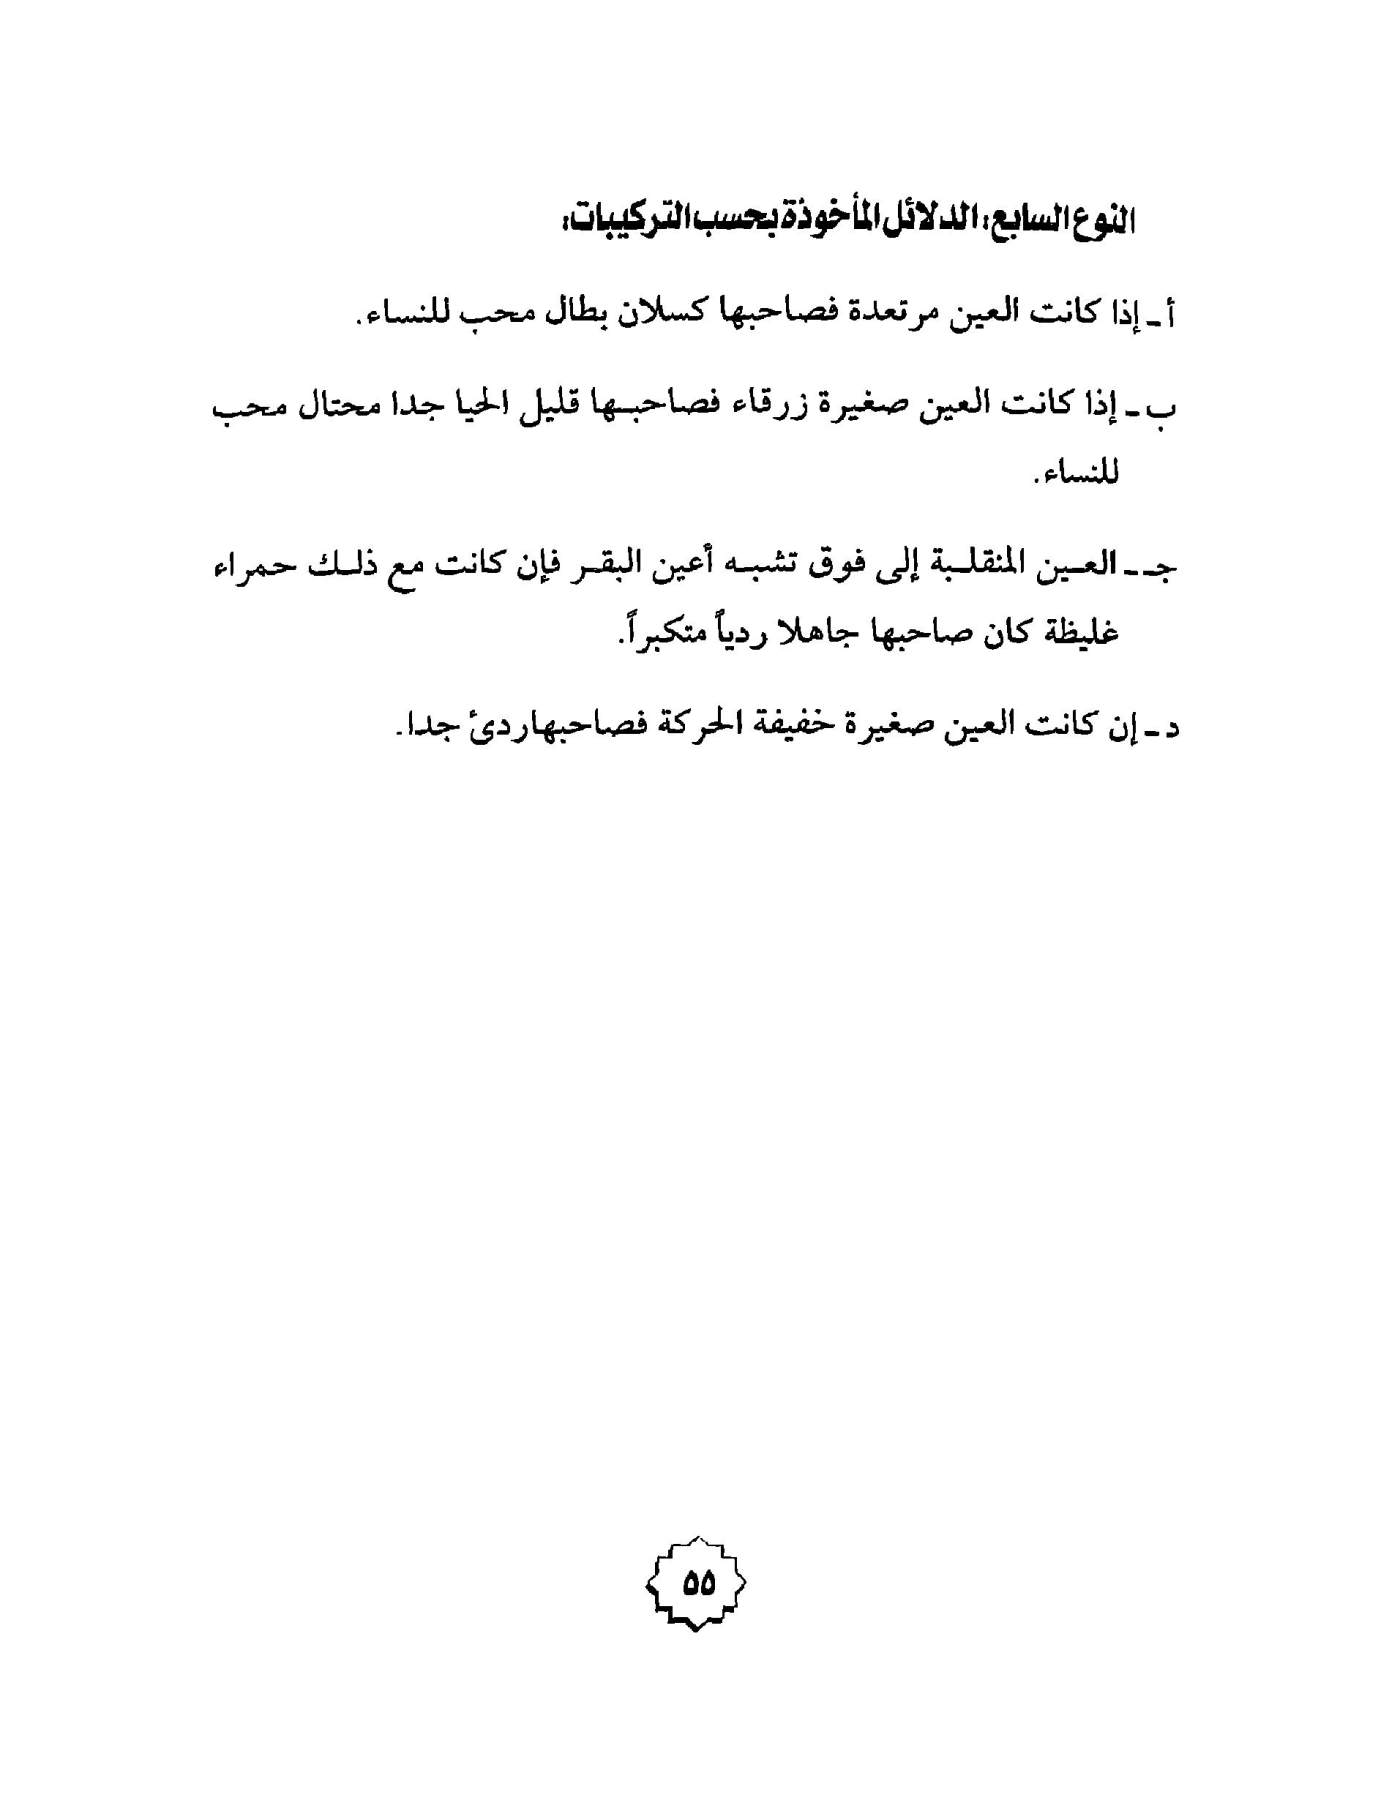 النوع السابع: الدلائل المأخوذة بحسب التركيبات:
أ ـ إذا كانت العين مرتعدة فصاحبها كسلان بطال محب للنساء.
ب ـ إذا كانت العين صغيرة زرقاء فصاحبها قليل الحيا جدا محتال محب
للنساء.
جـ ـ العين المنقلبة إلى فوق تشبه أعين البقر فإن كانت مع ذلك حمراء
غليظة كان صاحبها جاهلا ردياً متكبراً.
د ـ إن كانت العين صغيرة خفيفة الحركة فصاحبها ردئ جدا.
٥٥